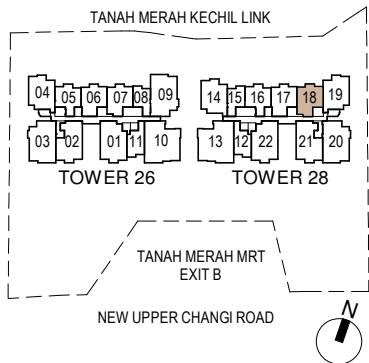 TANAH MERAH KECHIL LINK
04 05 06 07 08 09 14 15 16 17 18 19
03 02 01 11 10 13 12 22 21 20
TOWER 26 TOWER 28
TANAH MERAH MRT
EXIT B
NEW UPPER CHANGI ROAD
N